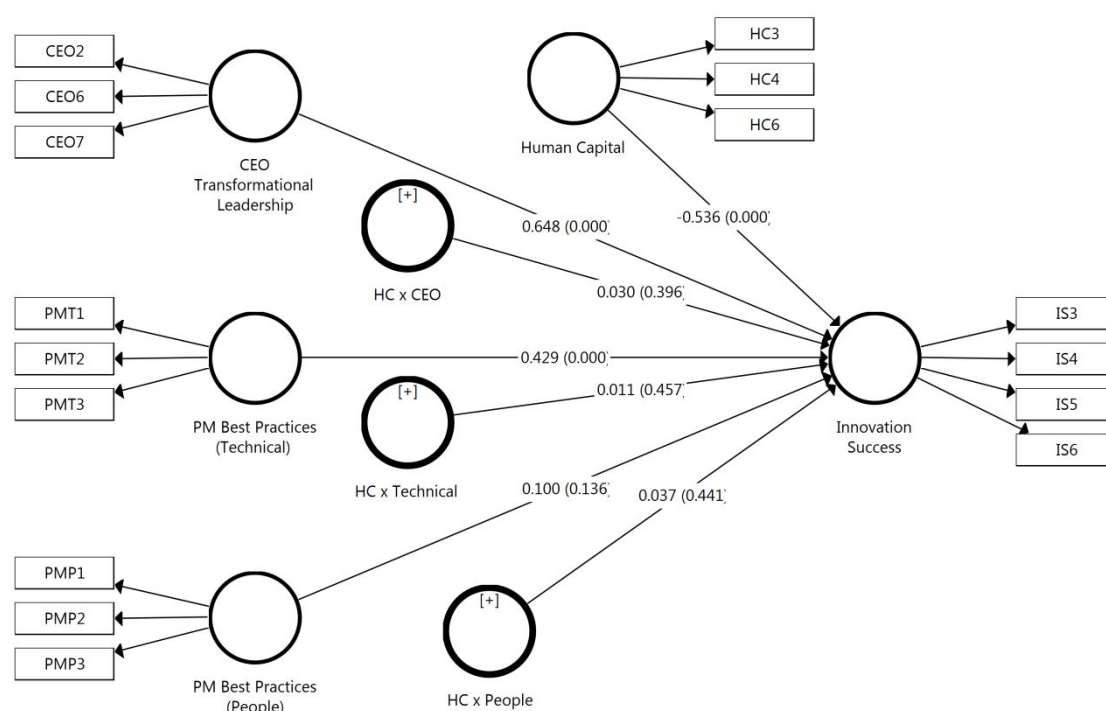 CEO2
CEO6
CEO7
CEO
Transformational
Leadership
HC3
HC4
HC6
Human Capital
[+]
HC x CEO
0.648 (0.000)
-0.536 (0.000)
0.030 (0.396)
PMT1
PMT2
PMT3
PM Best Practices
(Technical)
0.429 (0.000)
[+]
HC x Technical
0.011 (0.457)
IS3
IS4
IS5
IS6
Innovation
Success
0.100 (0.136)
0.037 (0.441)
PMP1
PMP2
PMP3
PM Best Practices
(People)
[+]
HC x People